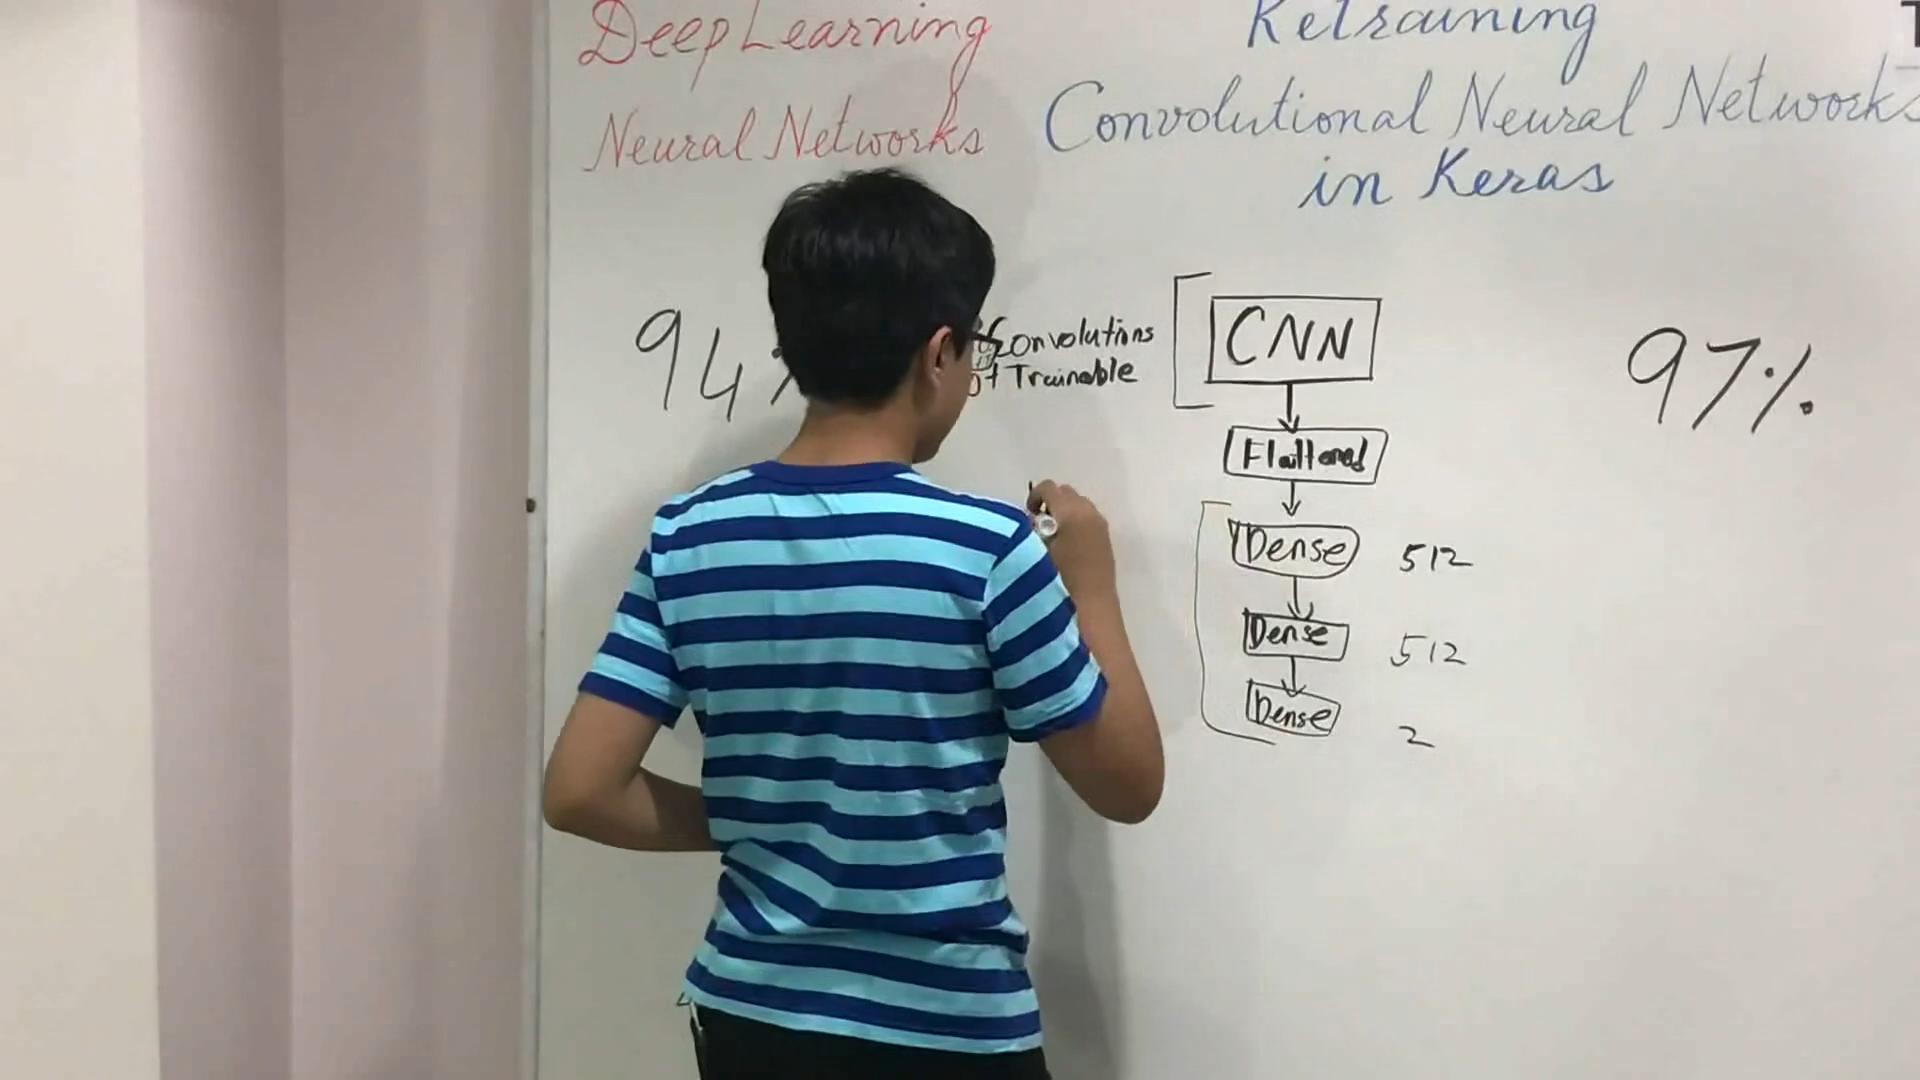 Deep Learning
Neural Networks
Retraining
Convolutional Neural Networks
in Keras
94%
Convolutions
Trainable
CNN
Flattened
Dense 512
Dense 512
Dense 2
97%